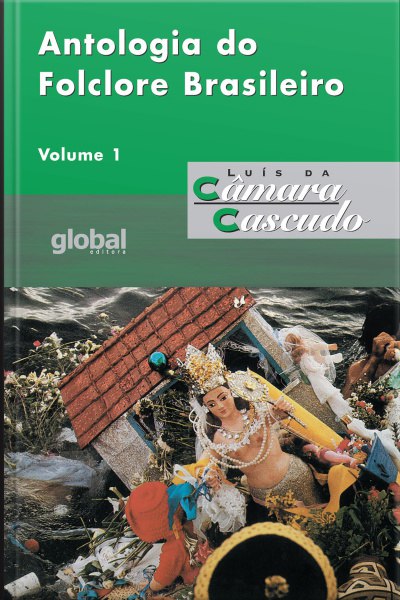 Antologia do
Folclore Brasileiro
Volume 1
LUÍS DA
Câmara
Cascudo
global
editora